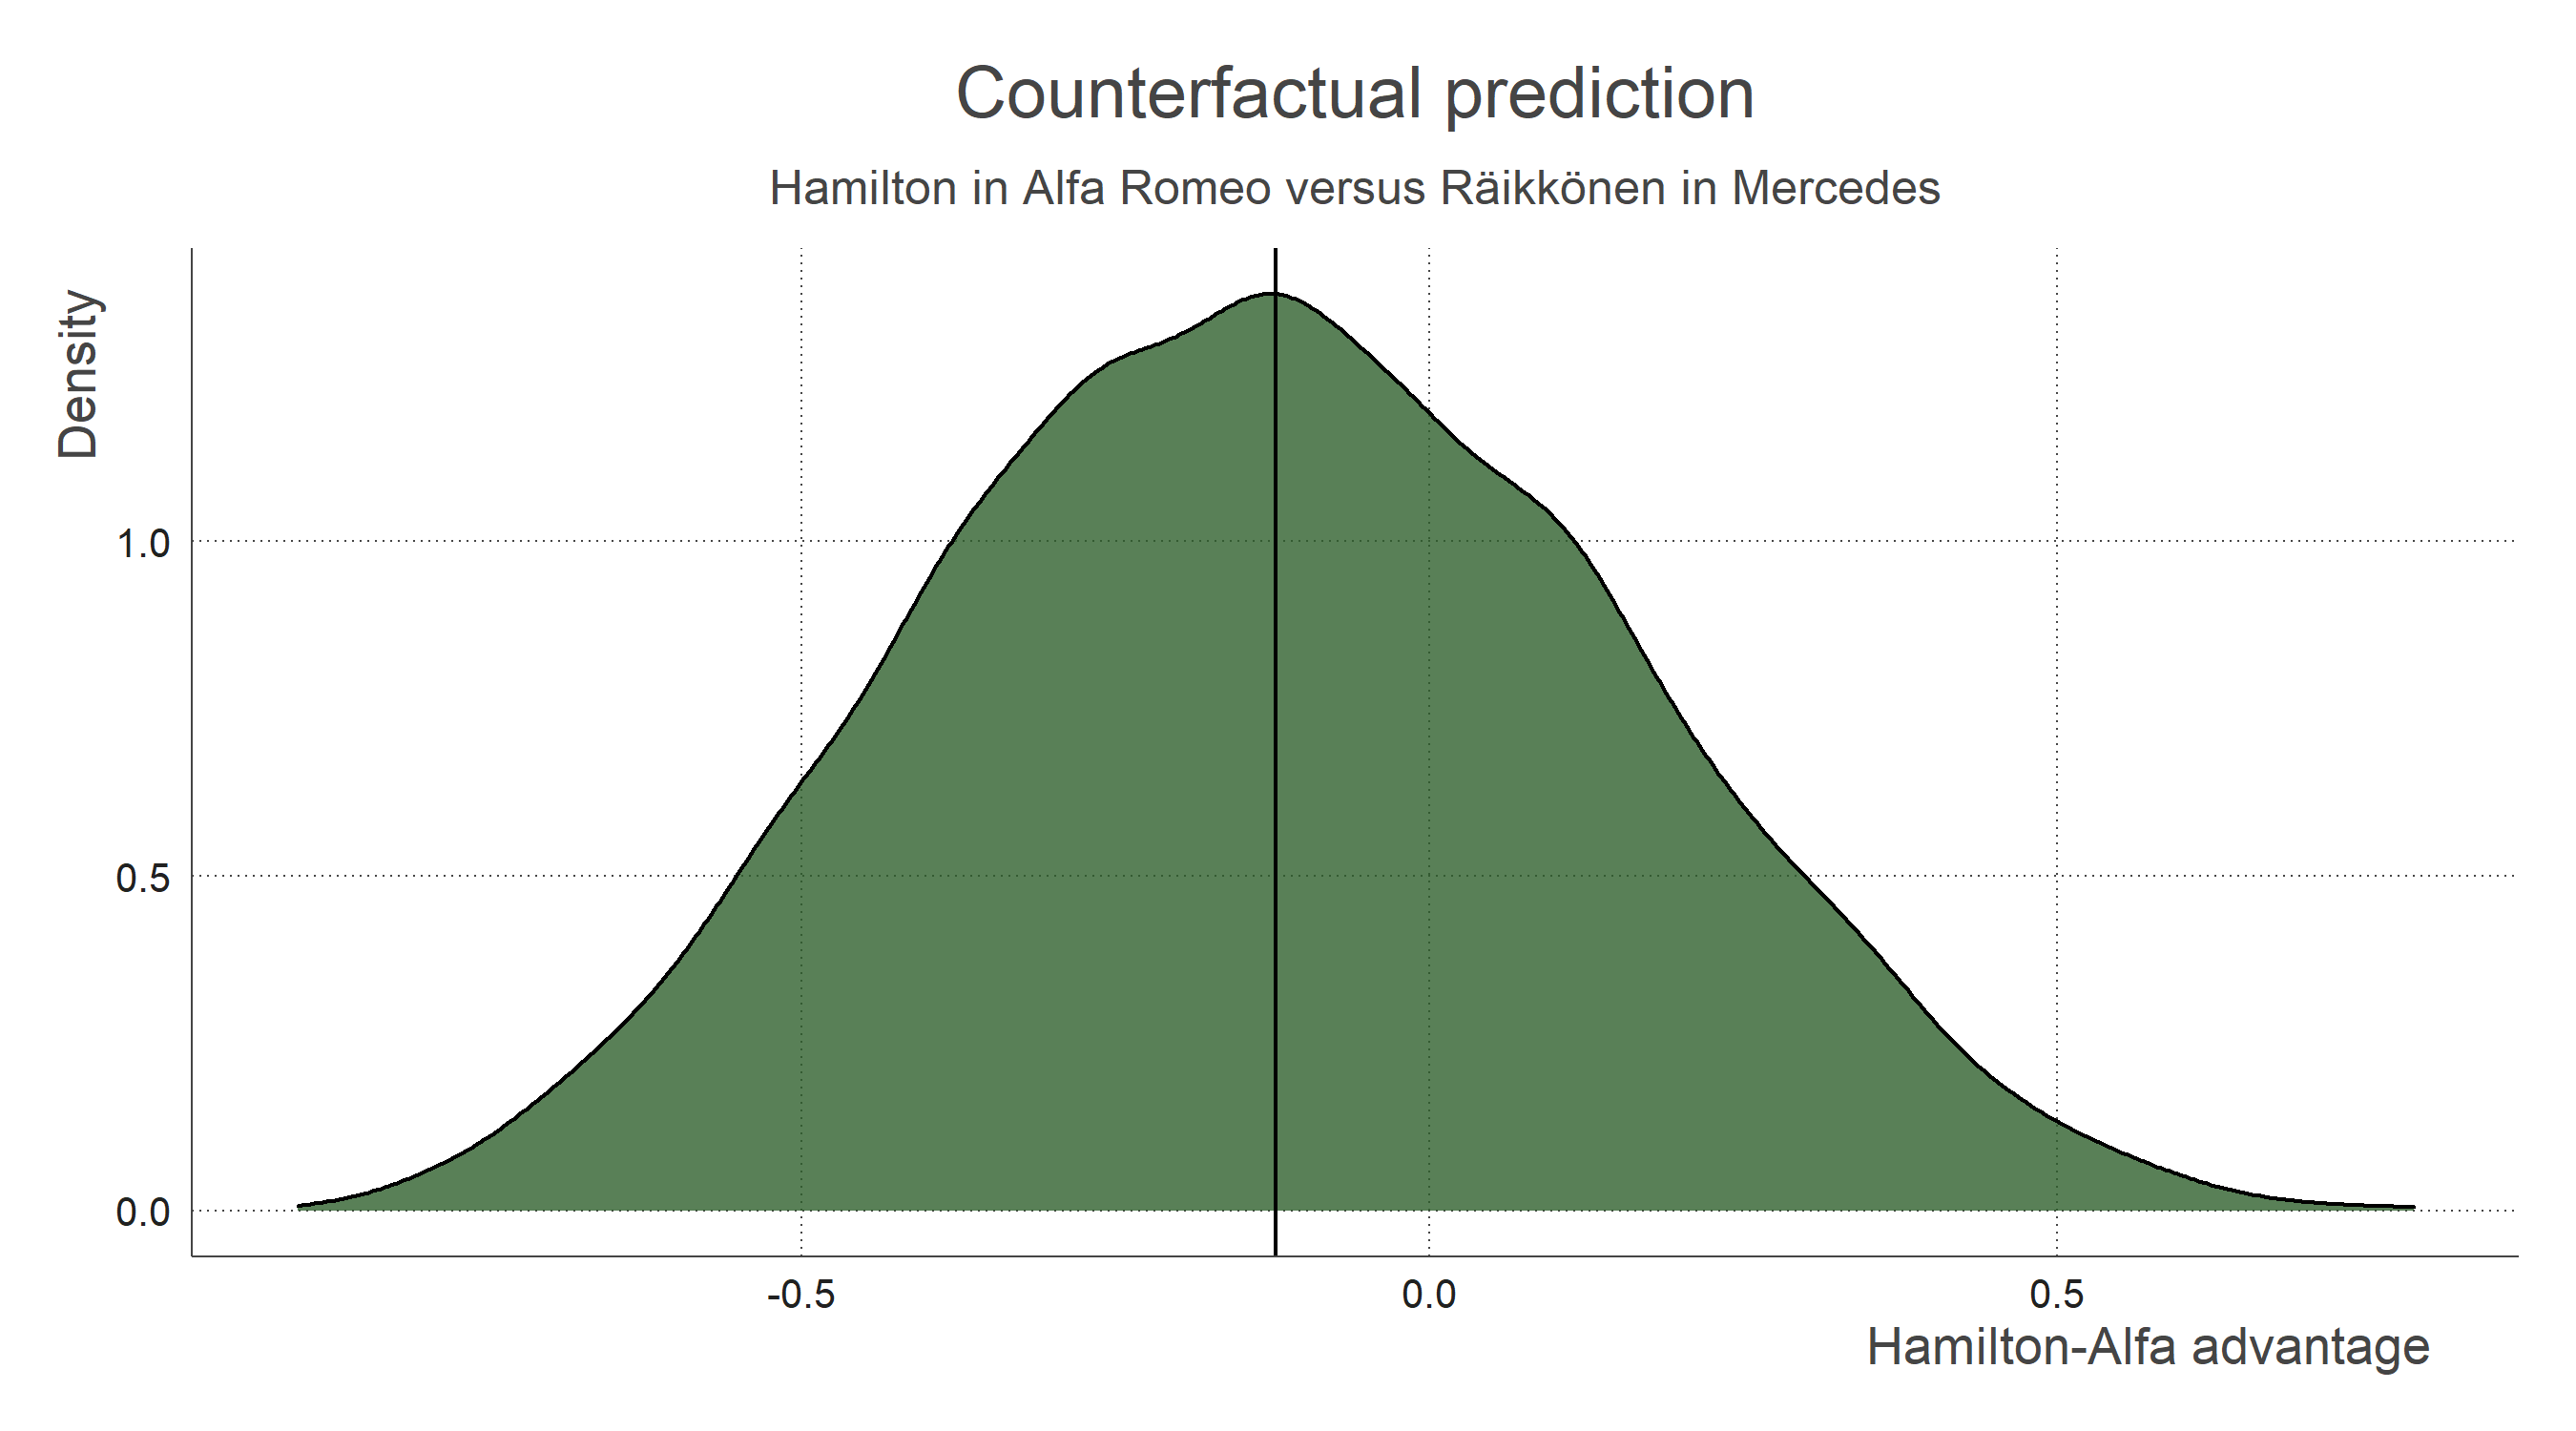 Counterfactual prediction
Hamilton in Alfa Romeo versus Räikkönen in Mercedes
Density
1.0
0.5
0.0
-0.5
0.0
0.5
Hamilton-Alfa advantage